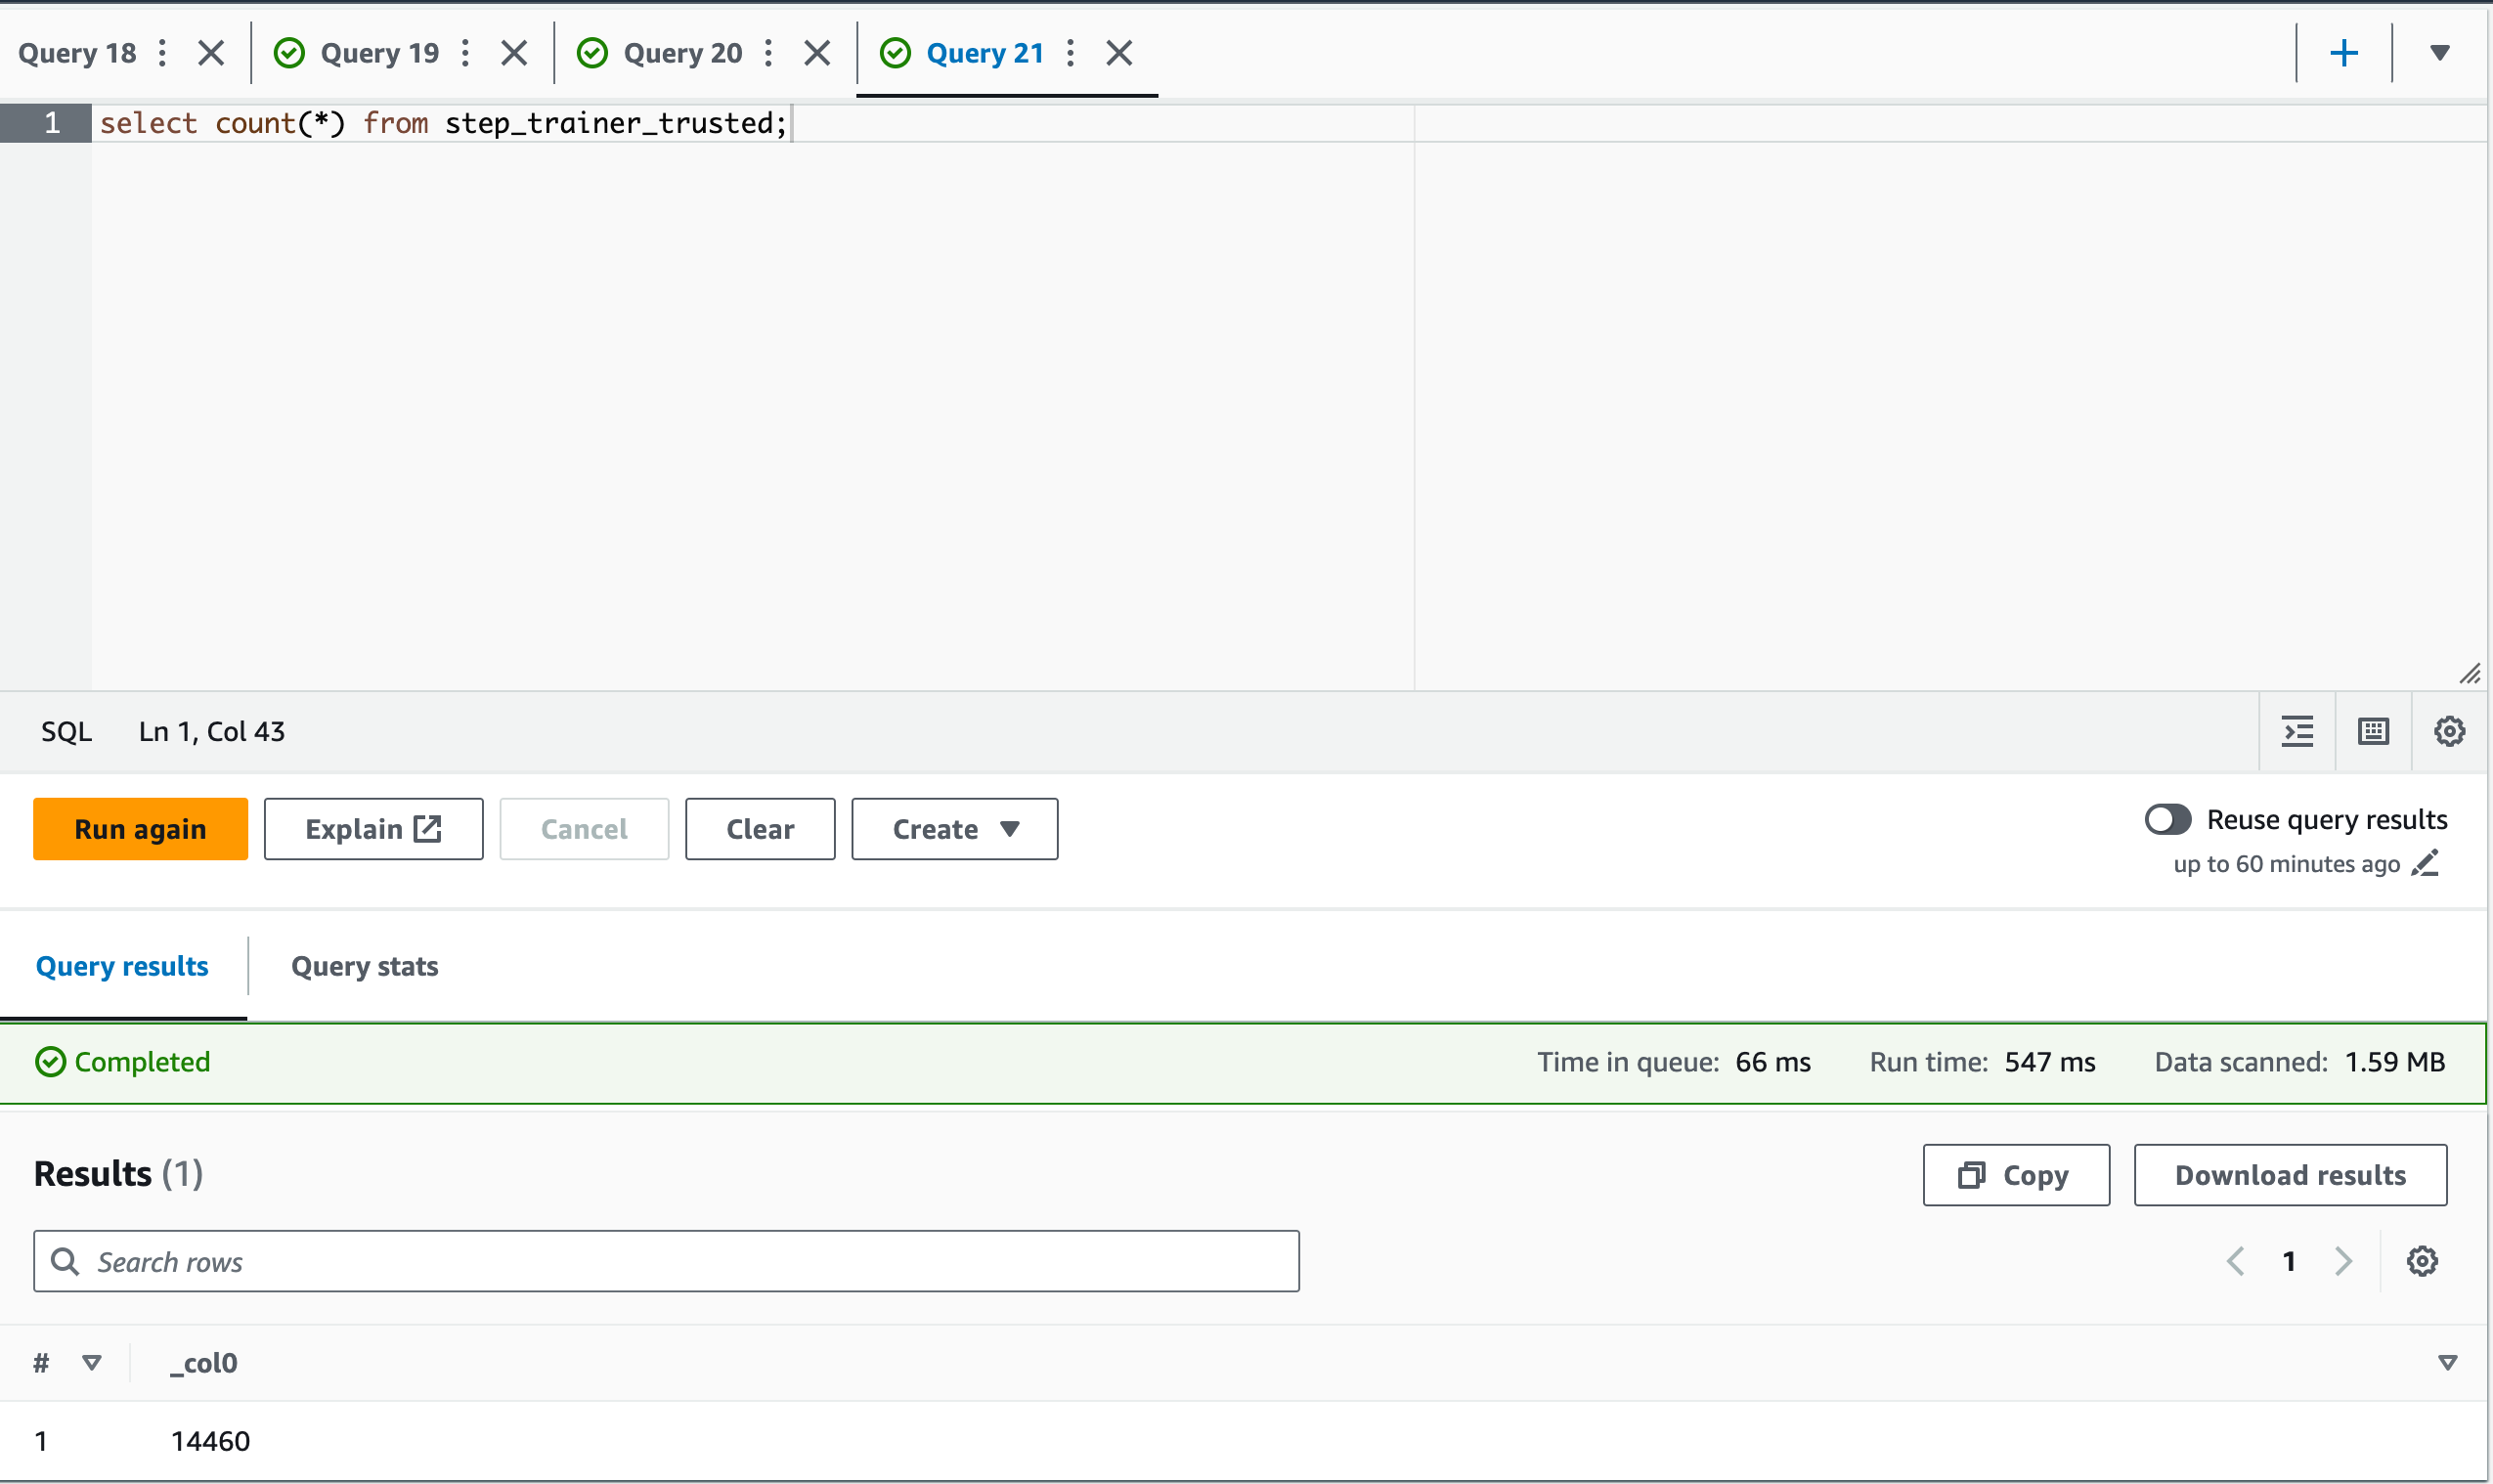 Query 18 Query 19 Query 20 Query 21
1 select count(*) from step_trainer_trusted;
SQL Ln 1, Col 43
Run again Explain Cancel Clear Create Reuse query results
up to 60 minutes ago
Query results Query stats
Completed Time in queue: 66 ms Run time: 547 ms Data scanned: 1.59 MB
Results (1) Copy Download results
Search rows 1
# _col0
1 14460